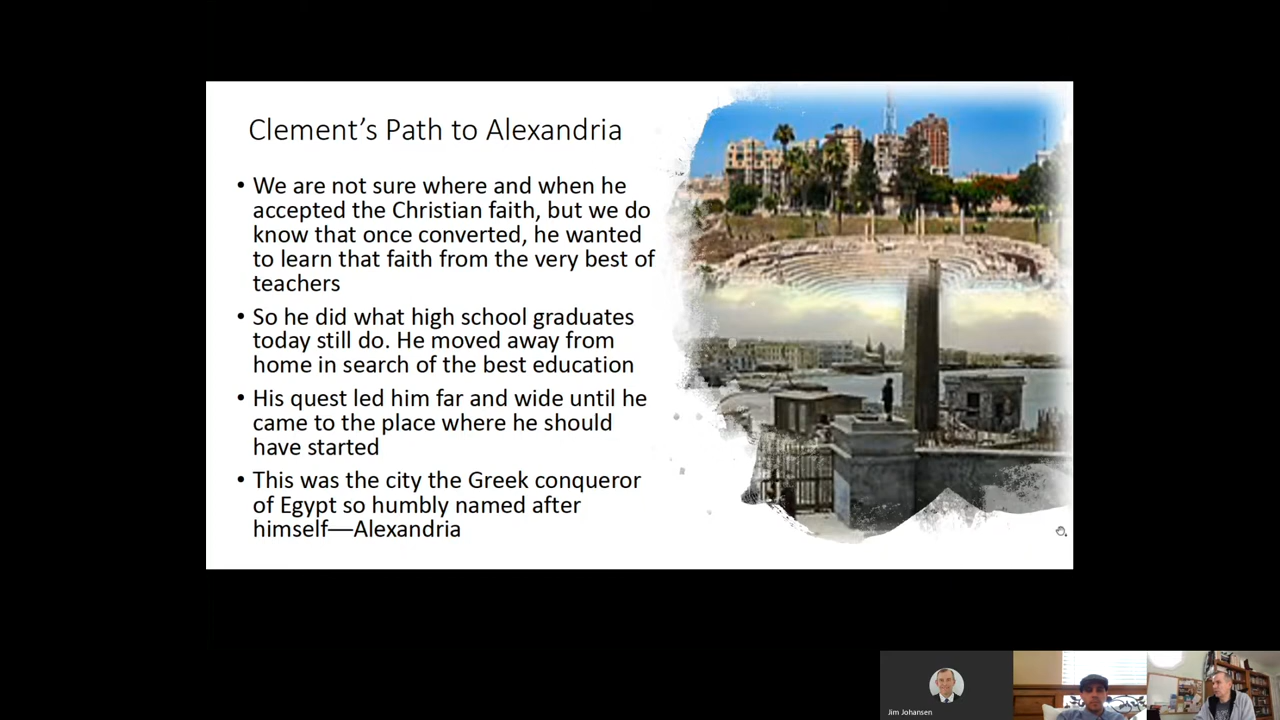 Clement’s Path to Alexandria
• We are not sure where and when he
accepted the Christian faith, but we do
know that once converted, he wanted
to learn that faith from the very best of
teachers
• So he did what high school graduates
today still do. He moved away from
home in search of the best education
• His quest led him far and wide until he
came to the place where he should
have started
• This was the city the Greek conqueror
of Egypt so humbly named after
himself—Alexandria
Jim Johansen